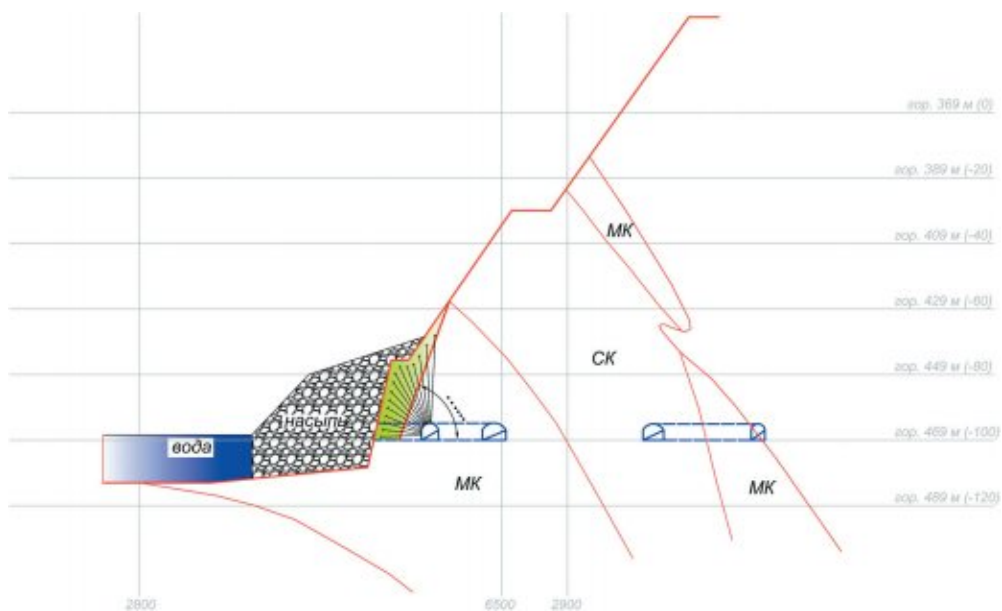 гор. 369 м (0)
гор. 389 м (-20)
МК
гор. 409 м (-40)
гор. 429 м (-60)
СК
гор. 449 м (-80)
насыпь
вода
гор. 469 м (-100)
МК
МК
гор. 489 м (-120)
2800
6500
2900